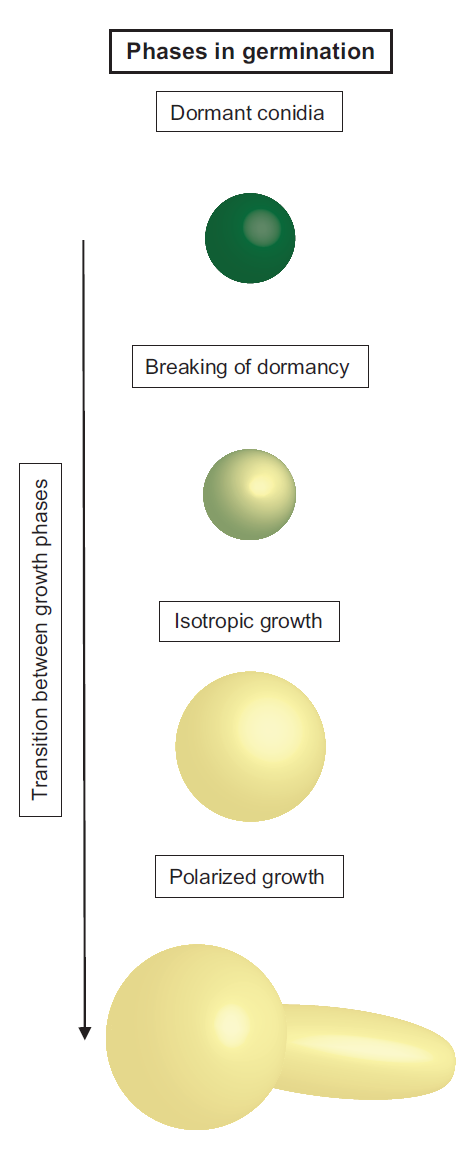 Phases in germination
Dormant conidia
Breaking of dormancy
Isotropic growth
Transition between growth phases
Polarized growth